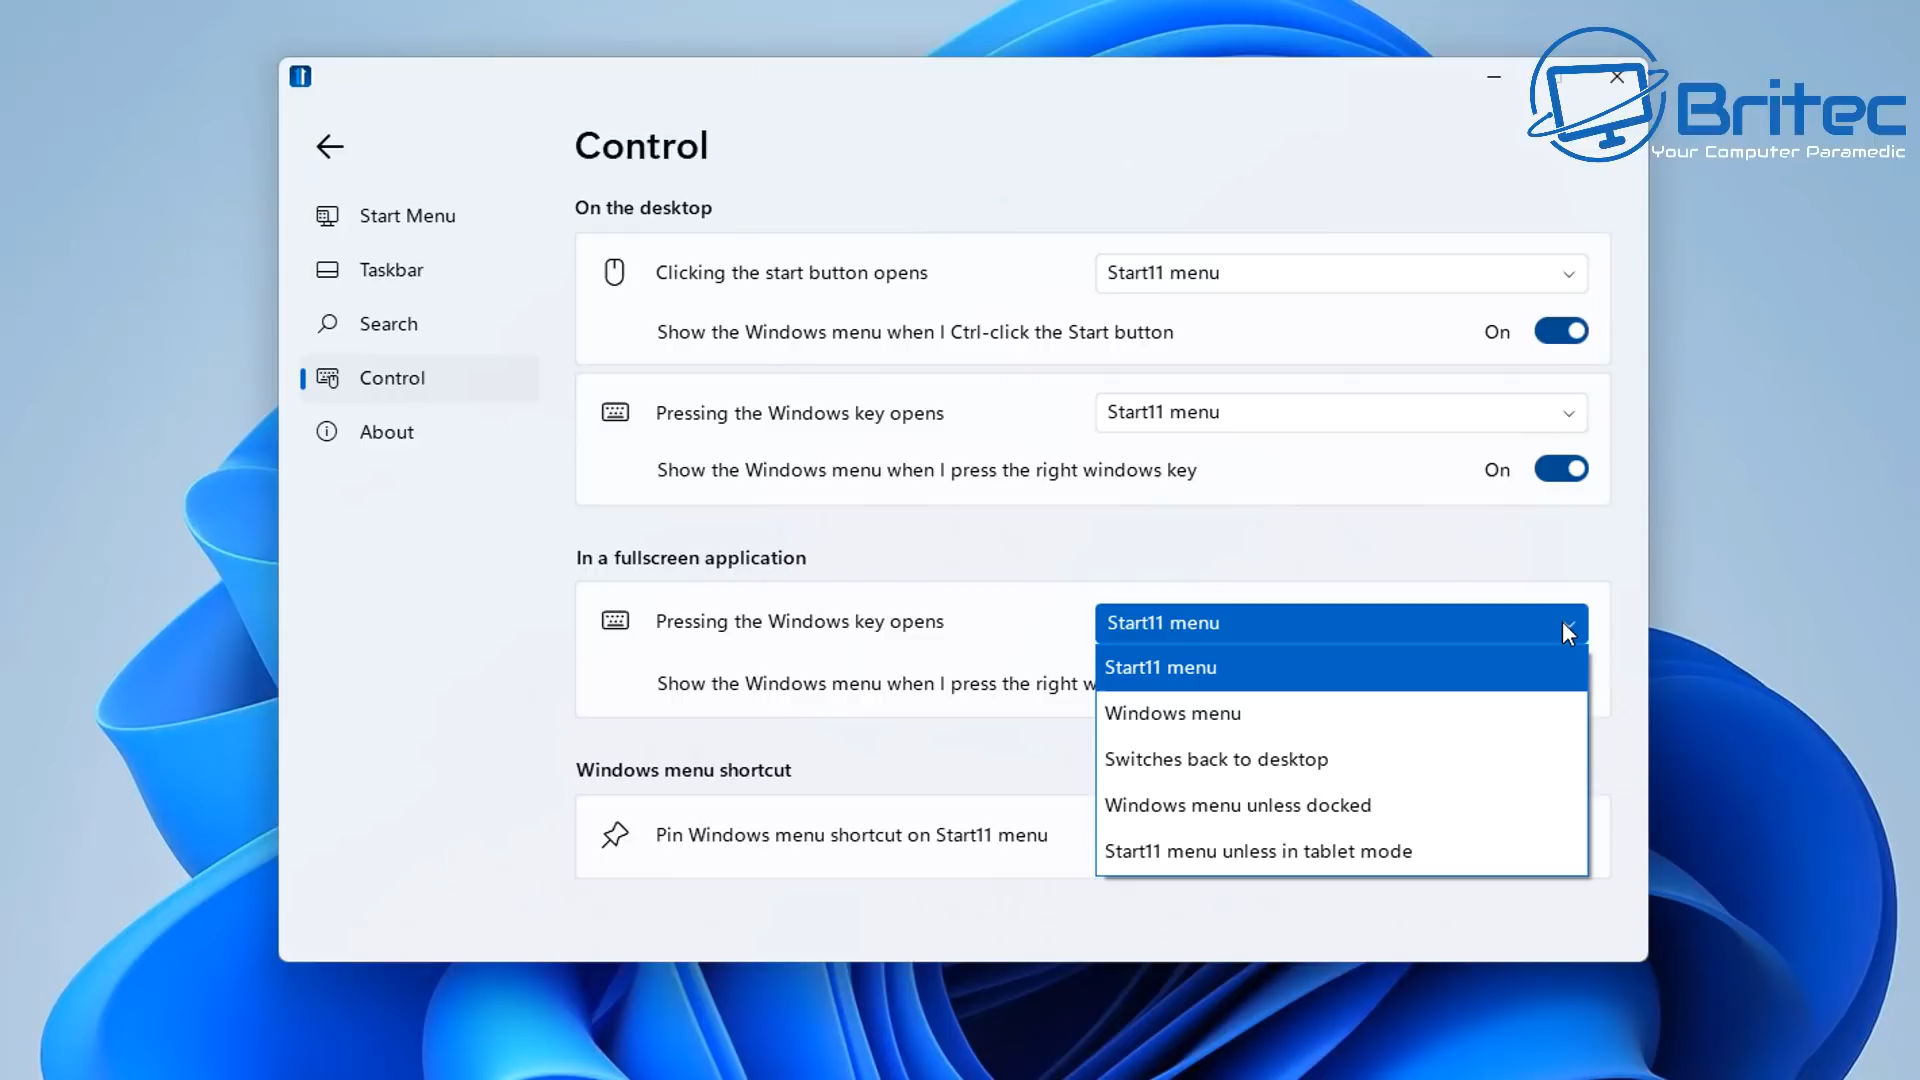 Britec
Your Computer Paramedic
Control
Start Menu
Taskbar
Search
Control
About
On the desktop
Clicking the start button opens
Start11 menu
Show the Windows menu when I Ctrl-click the Start button
On
Pressing the Windows key opens
Start11 menu
Show the Windows menu when I press the right windows key
On
In a fullscreen application
Pressing the Windows key opens
Start11 menu
Show the Windows menu when I press the right w
Start11 menu
Windows menu
Switches back to desktop
Windows menu unless docked
Start11 menu unless in tablet mode
Windows menu shortcut
Pin Windows menu shortcut on Start11 menu